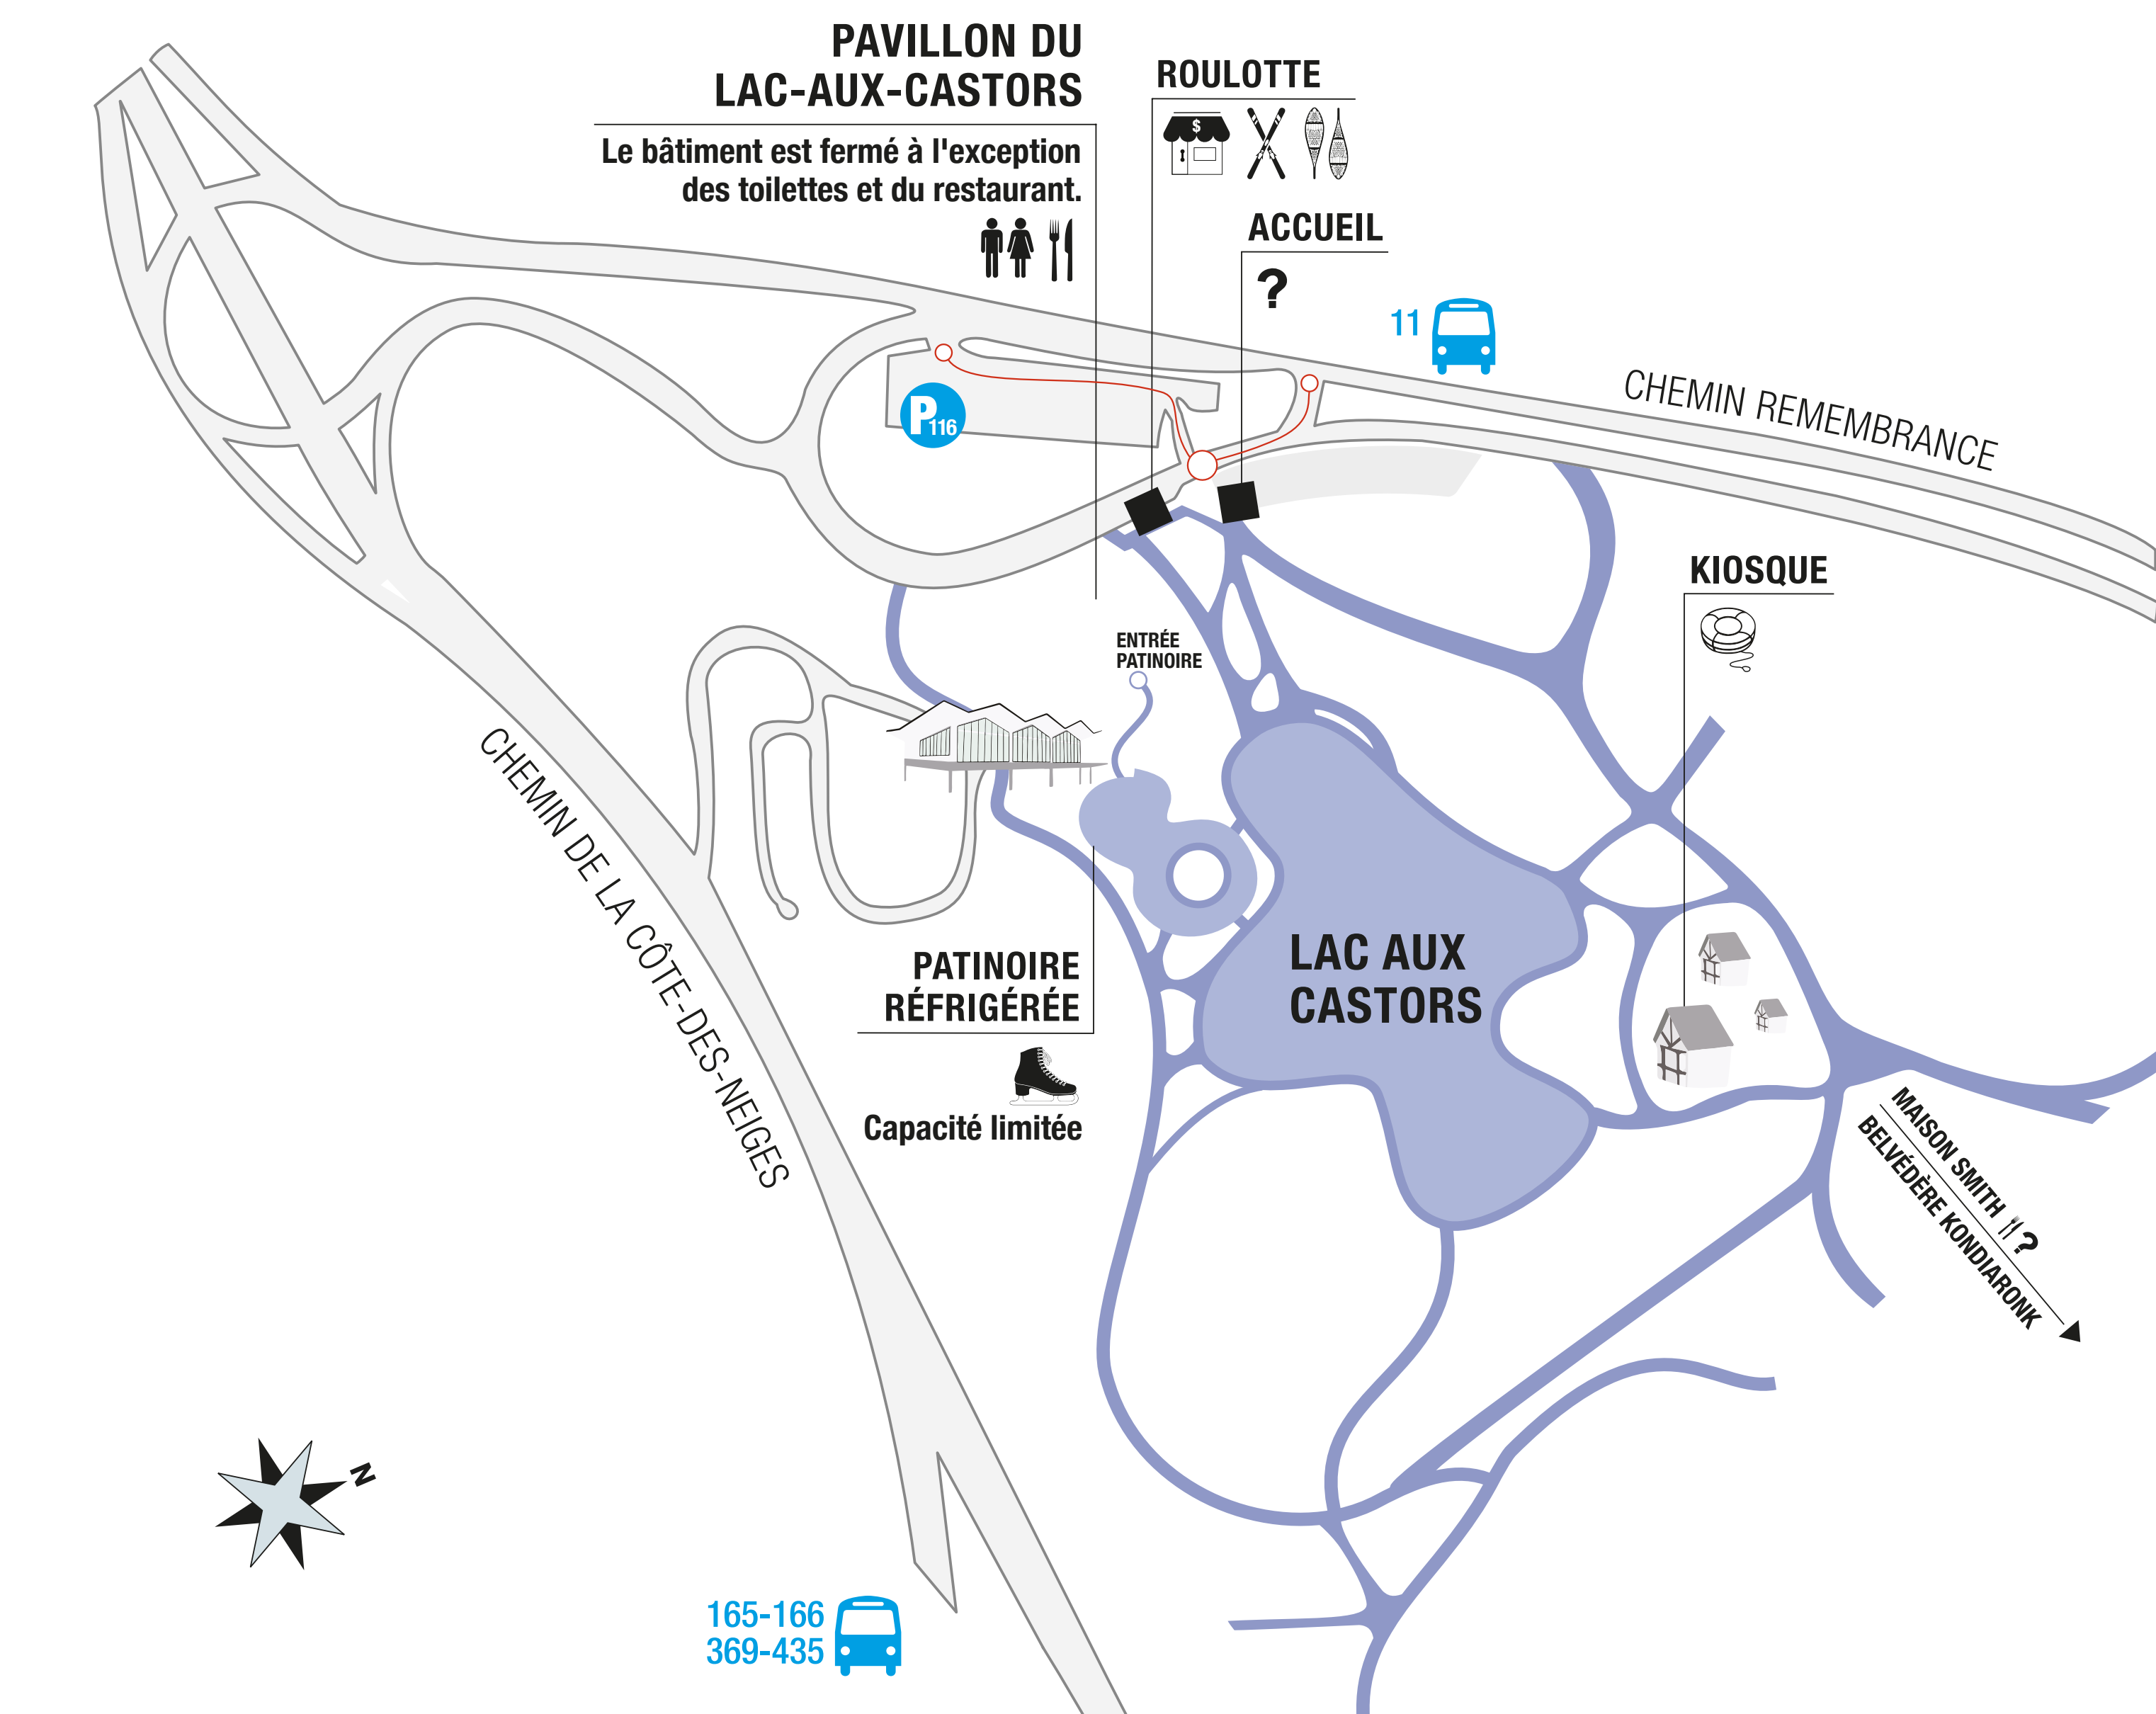 PAVILLON DU
LAC-AUX-CASTORS
Le bâtiment est fermé à l'exception
des toilettes et du restaurant.
ROULOTTE
$
ACCUEIL
?
11
CHEMIN REMEMBRANCE
P116
KIOSQUE
ENTRÉE
PATINOIRE
CHEMIN DE LA CÔTE-DES-NEIGES
PATINOIRE
RÉFRIGÉRÉE
Capacité limitée
LAC AUX
CASTORS
MAISON SMITH ?
BELVÉDÈRE KONDIARONK
N
165-166
369-435